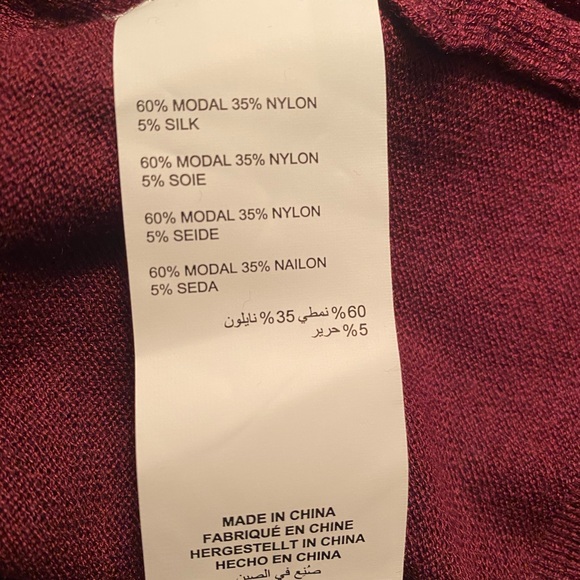 60% MODAL 35% NYLON
5% SILK
60% MODAL 35% NYLON
5% SOIE
60% MODAL 35% NYLON
5% SEIDE
60% MODAL 35% NAILON
5% SEDA
60% نمطي 35% نايلون
5% حرير
MADE IN CHINA
FABRIQUÉ EN CHINE
HERGESTELLT IN CHINA
HECHO EN CHINA
صُنع في الصين